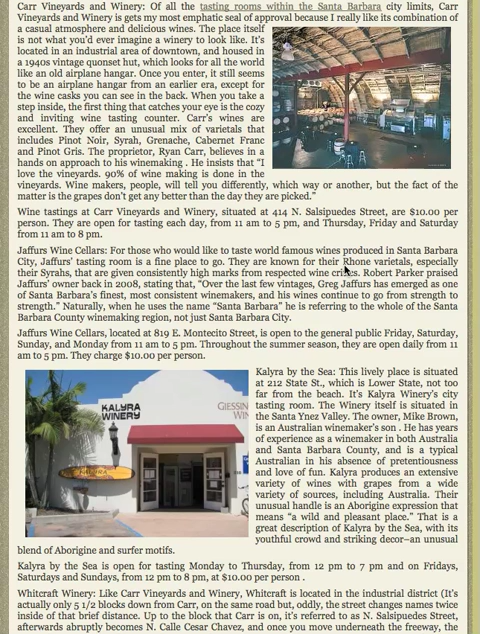 Carr Vineyards and Winery: Of all the tasting rooms within the Santa Barbara city limits, Carr
Vineyards and Winery is gets my most emphatic seal of approval because I really like its combination of
a casual atmosphere and delicious wines. The place itself
is not what you'd ever imagine a winery to look like. It's
located in an industrial area of downtown, and housed in
a 1940s vintage quonset hut, which looks for all the world
like an old airplane hangar. Once you enter, it still seems
to be an airplane hangar from an earlier era, except for
the wine casks you can see in the back. When you take a
step inside, the first thing that catches your eye is the cozy
and inviting wine tasting counter. Carr's wines are
excellent. They offer an unusual mix of varietals that
includes Pinot Noir, Syrah, Grenache, Cabernet Franc
and Pinot Gris. The proprietor, Ryan Carr, believes in a
hands on approach to his winemaking . He insists that "I
love the vineyards. 90% of wine making is done in the
vineyards. Wine makers, people, will tell you differently, which way or another, but the fact of the
matter is the grapes don't get any better than the day they are picked."
Wine tastings at Carr Vineyards and Winery, situated at 414 N. Salsipuedes Street, are $10.00 per
person. They are open for tasting each day, from 11 am to 5 pm, and Thursday, Friday and Saturday
from 11 am to 8 pm.
Jaffurs Wine Cellars: For those who would like to taste world famous wines produced in Santa Barbara
City, Jaffurs' tasting room is a fine place to go. They are known for their Rhone varietals, especially
their Syrahs, that are given consistently high marks from respected wine critics. Robert Parker praised
Jaffurs' owner back in 2008, stating that, "Over the last few vintages, Greg Jaffurs has emerged as one
of Santa Barbara's finest, most consistent winemakers, and his wines continue to go from strength to
strength." Naturally, when he uses the name "Santa Barbara" he is referring to the whole of the Santa
Barbara County winemaking region, not just Santa Barbara City.
Jaffurs Wine Cellars, located at 819 E. Montecito Street, is open to the general public Friday, Saturday,
Sunday, and Monday from 11 am to 5 pm. Throughout the summer season, they are open daily from 11
am to 5 pm. They charge $10.00 per person.
KALYRA
WINERY
GIESSIN
WIN
KALYRA
Kalyra by the Sea: This lively place is situated
at 212 State St., which is Lower State, not too
far from the beach. It's Kalyra Winery's city
tasting room. The Winery itself is situated in
the Santa Ynez Valley. The owner, Mike Brown,
is an Australian winemaker's son . He has years
of experience as a winemaker in both Australia
and Santa Barbara County, and is a typical
Australian in his absence of pretentiousness
and love of fun. Kalyra produces an extensive
variety of wines with grapes from a wide
variety of sources, including Australia. Their
unusual handle is an Aborigine expression that
means "a wild and pleasant place." That is a
great description of Kalyra by the Sea, with its
youthful crowd and striking decor–an unusual
blend of Aborigine and surfer motifs.
Kalyra by the Sea is open for tasting Monday to Thursday, from 12 pm to 7 pm and on Fridays,
Saturdays and Sundays, from 12 pm to 8 pm, at $10.00 per person .
Whitcraft Winery: Like Carr Vineyards and Winery, Whitcraft is located in the industrial district (It's
actually only 5 1/2 blocks down from Carr, on the same road but, oddly, the street changes names twice
inside of that brief distance. Up to the block that Carr is on, it's referred to as N. Salsipuedes Street,
afterwards abruptly becomes N. Calle Cesar Chavez, and once you move underneath the freeway, the